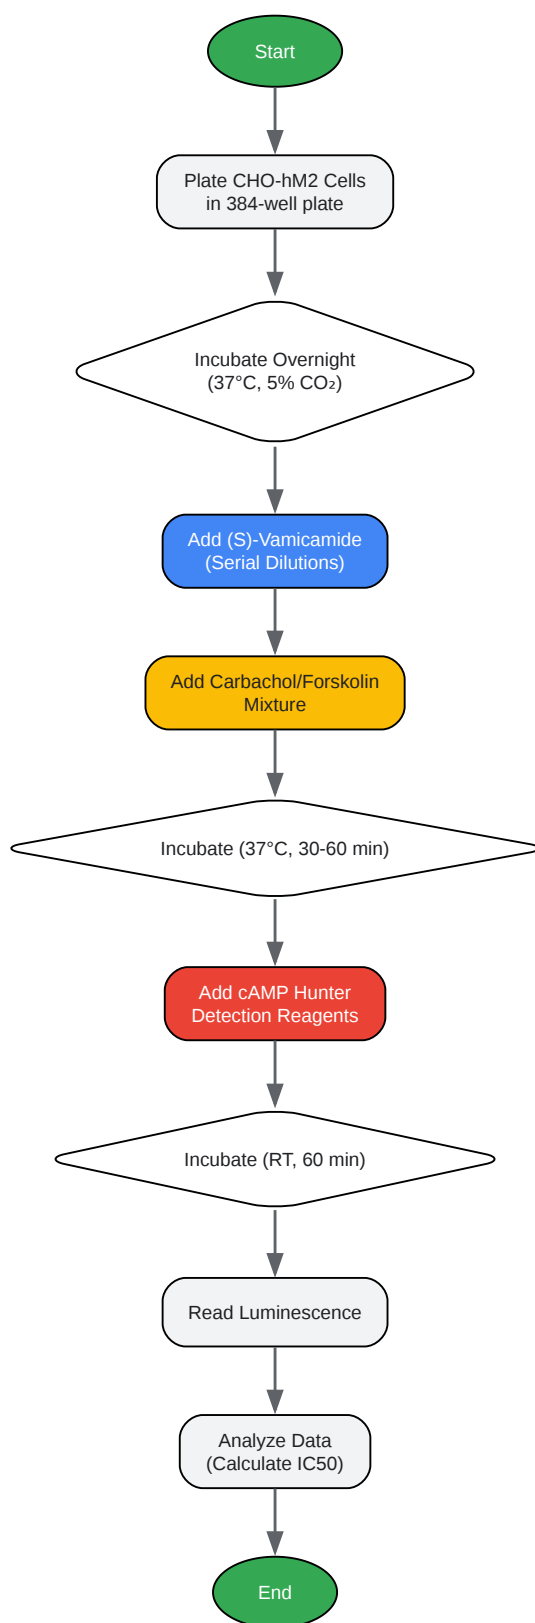 Start
Plate CHO-hM2 Cells
in 384-well plate
Incubate Overnight
(37°C, 5% CO₂)
Add (S)-Vamicamide
(Serial Dilutions)
Add Carbachol/Forskolin
Mixture
Incubate (37°C, 30-60 min)
Add cAMP Hunter
Detection Reagents
Incubate (RT, 60 min)
Read Luminescence
Analyze Data
(Calculate IC50)
End